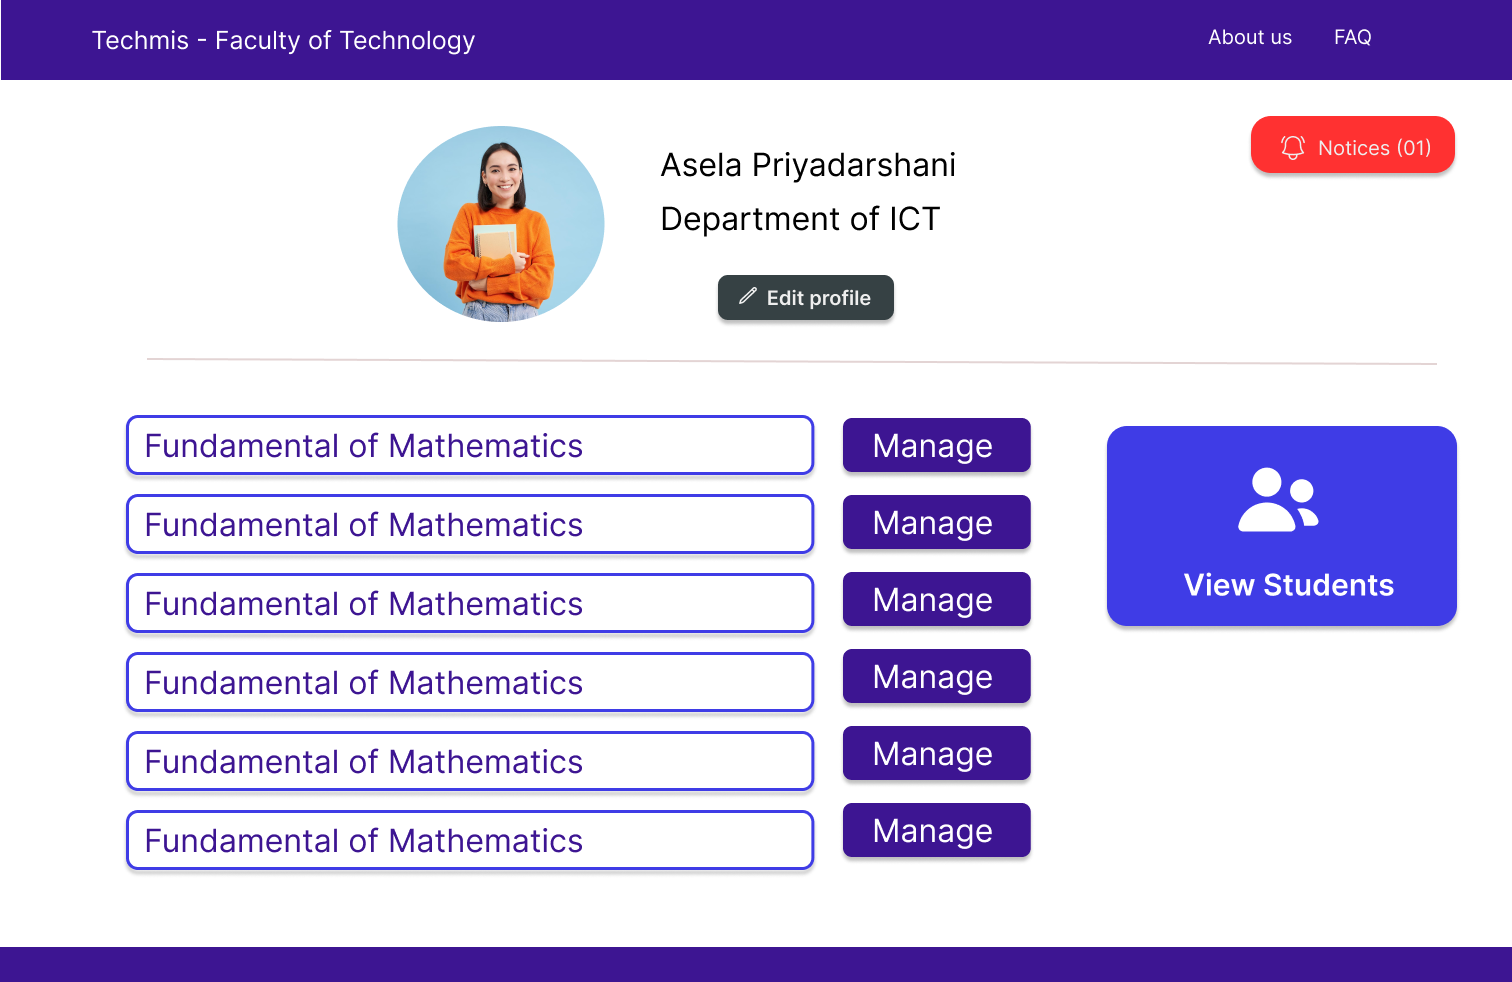 Techmis - Faculty of Technology
About us
FAQ
Notices (01)
Asela Priyadarshani
Department of ICT
Edit profile
Fundamental of Mathematics
Manage
Fundamental of Mathematics
Manage
Fundamental of Mathematics
Manage
Fundamental of Mathematics
Manage
Fundamental of Mathematics
Manage
Fundamental of Mathematics
Manage
View Students